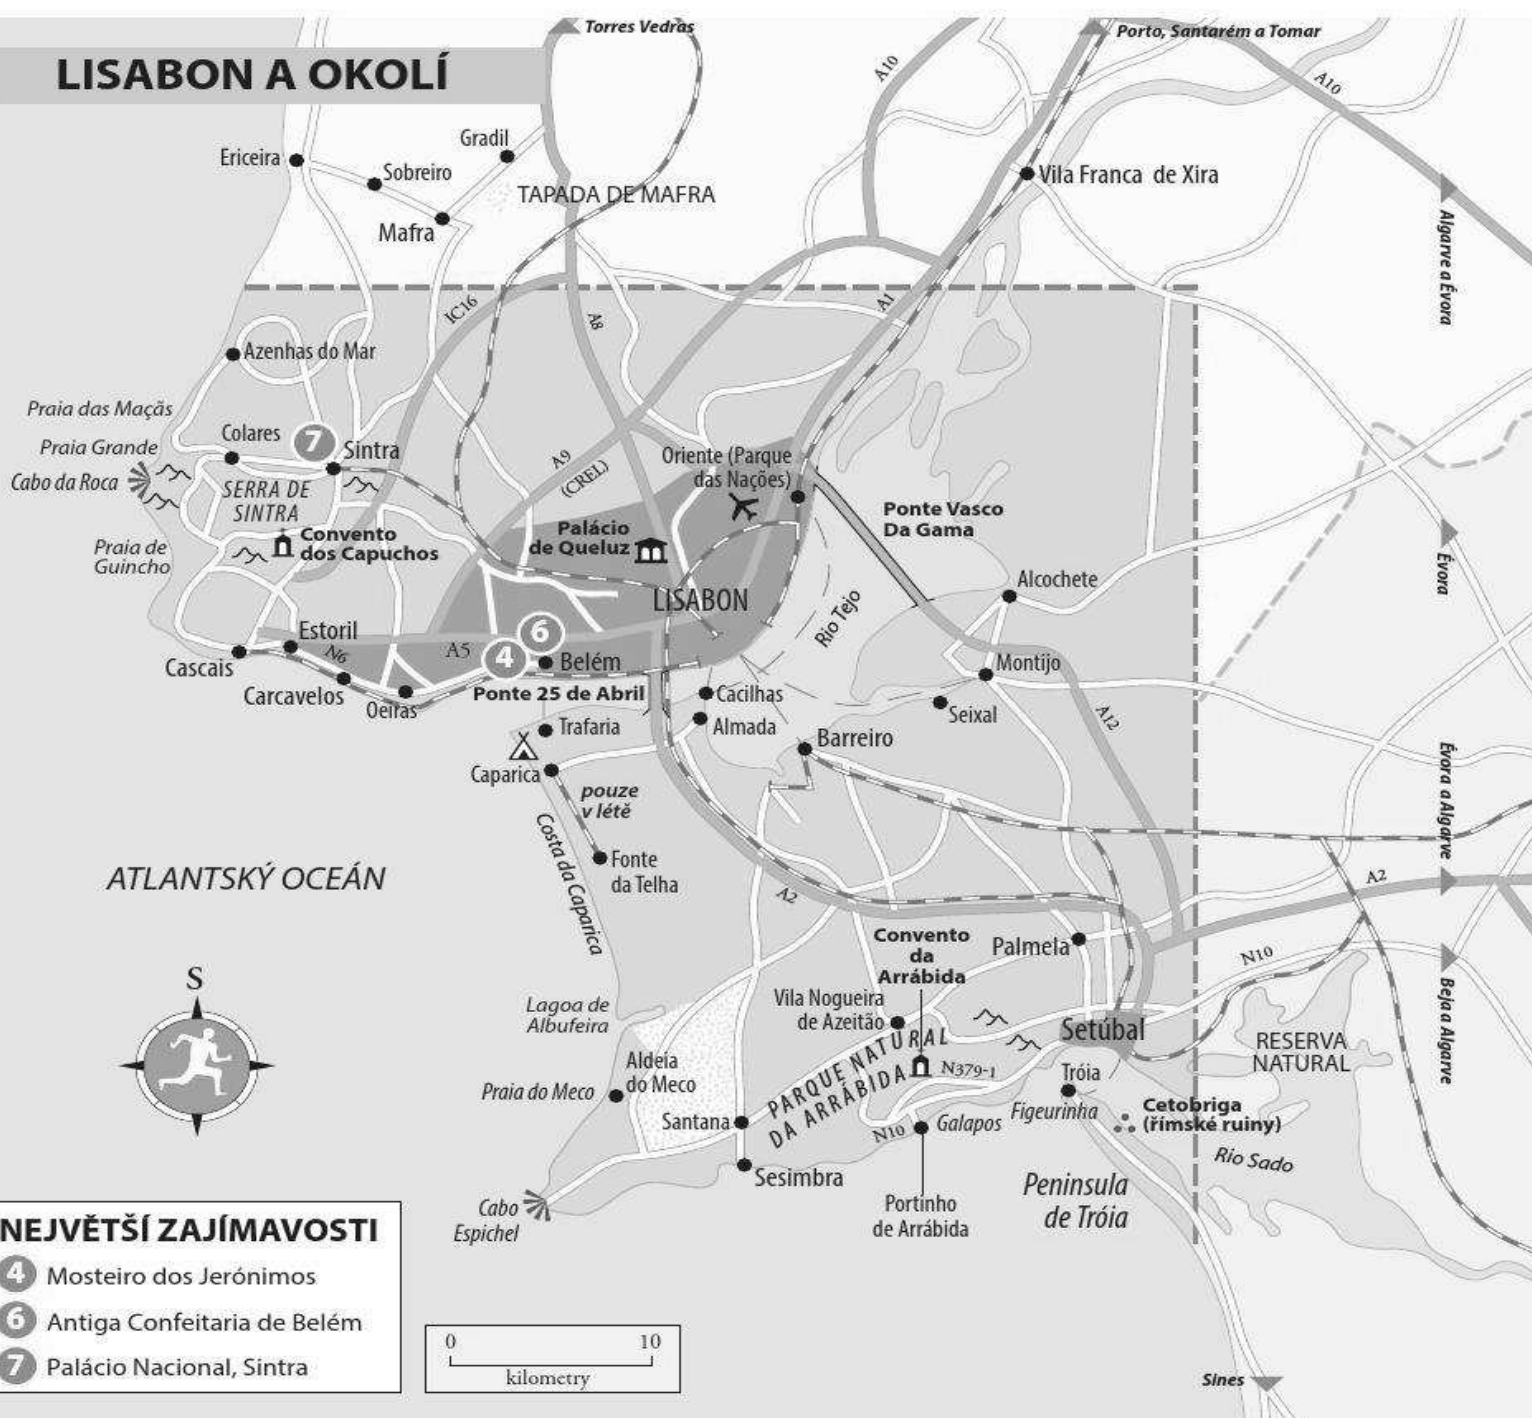 Torres Vedras
Porto, Santarém a Tomar
LISABON A OKOLÍ
A10
A10
Gradil
Ericeira
Sobreiro
Vila Franca de Xira
TAPADA DE MAFRA
Mafra
Algarve a Évora
IC16
A8
A1
Azenhas do Mar
Praia das Maçãs
Colares
7
Praia Grande
Sintra
Oriente (Parque
das Nações)
A9
(CREL)
Cabo da Roca
SERRA DE
SINTRA
Ponte Vasco
Da Gama
Palácio
de Queluz
Convento
dos Capuchos
Praia de
Guincho
Évora
Alcochete
LISABON
Rio Tejo
Estoril
6
N6
A5
4
Belém
Cascais
Montijo
Carcavelos
Ponte 25 de Abril
Cacilhas
Oeiras
Seixal
A12
Trafaria
Almada
Barreiro
Caparica
pouze
v létě
Évora a Algarve
Costa da Caparica
Fonte
da Telha
ATLANTSKÝ OCEÁN
A2
A2
Convento
da
Arrábida
Palmela
N10
S
Lagoa de
Albufeira
Vila Nogueira
de Azeitão
Beja a Algarve
Setúbal
RESERVA
NATURAL
PARQUE NATURAL
DA ARRÁBIDA
Aldeia
do Meco
N379-1
Tróia
Praia do Meco
Figeurinha
Cetobriga
(římské ruiny)
Santana
N10
Galapos
Rio Sado
Sesimbra
Peninsula
de Tróia
Cabo
Espichel
Portinho
de Arrábida
NEJVĚTŠÍ ZAJÍMAVOSTI
4 Mosteiro dos Jerónimos
6 Antiga Confeitaria de Belém
7 Palácio Nacional, Sintra
0 10
kilometry
Sines